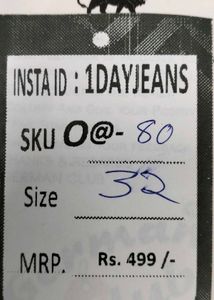 INSTA ID : 1DAYJEANS
SKU O@- 80
Size 32
MRP. Rs. 499 /-